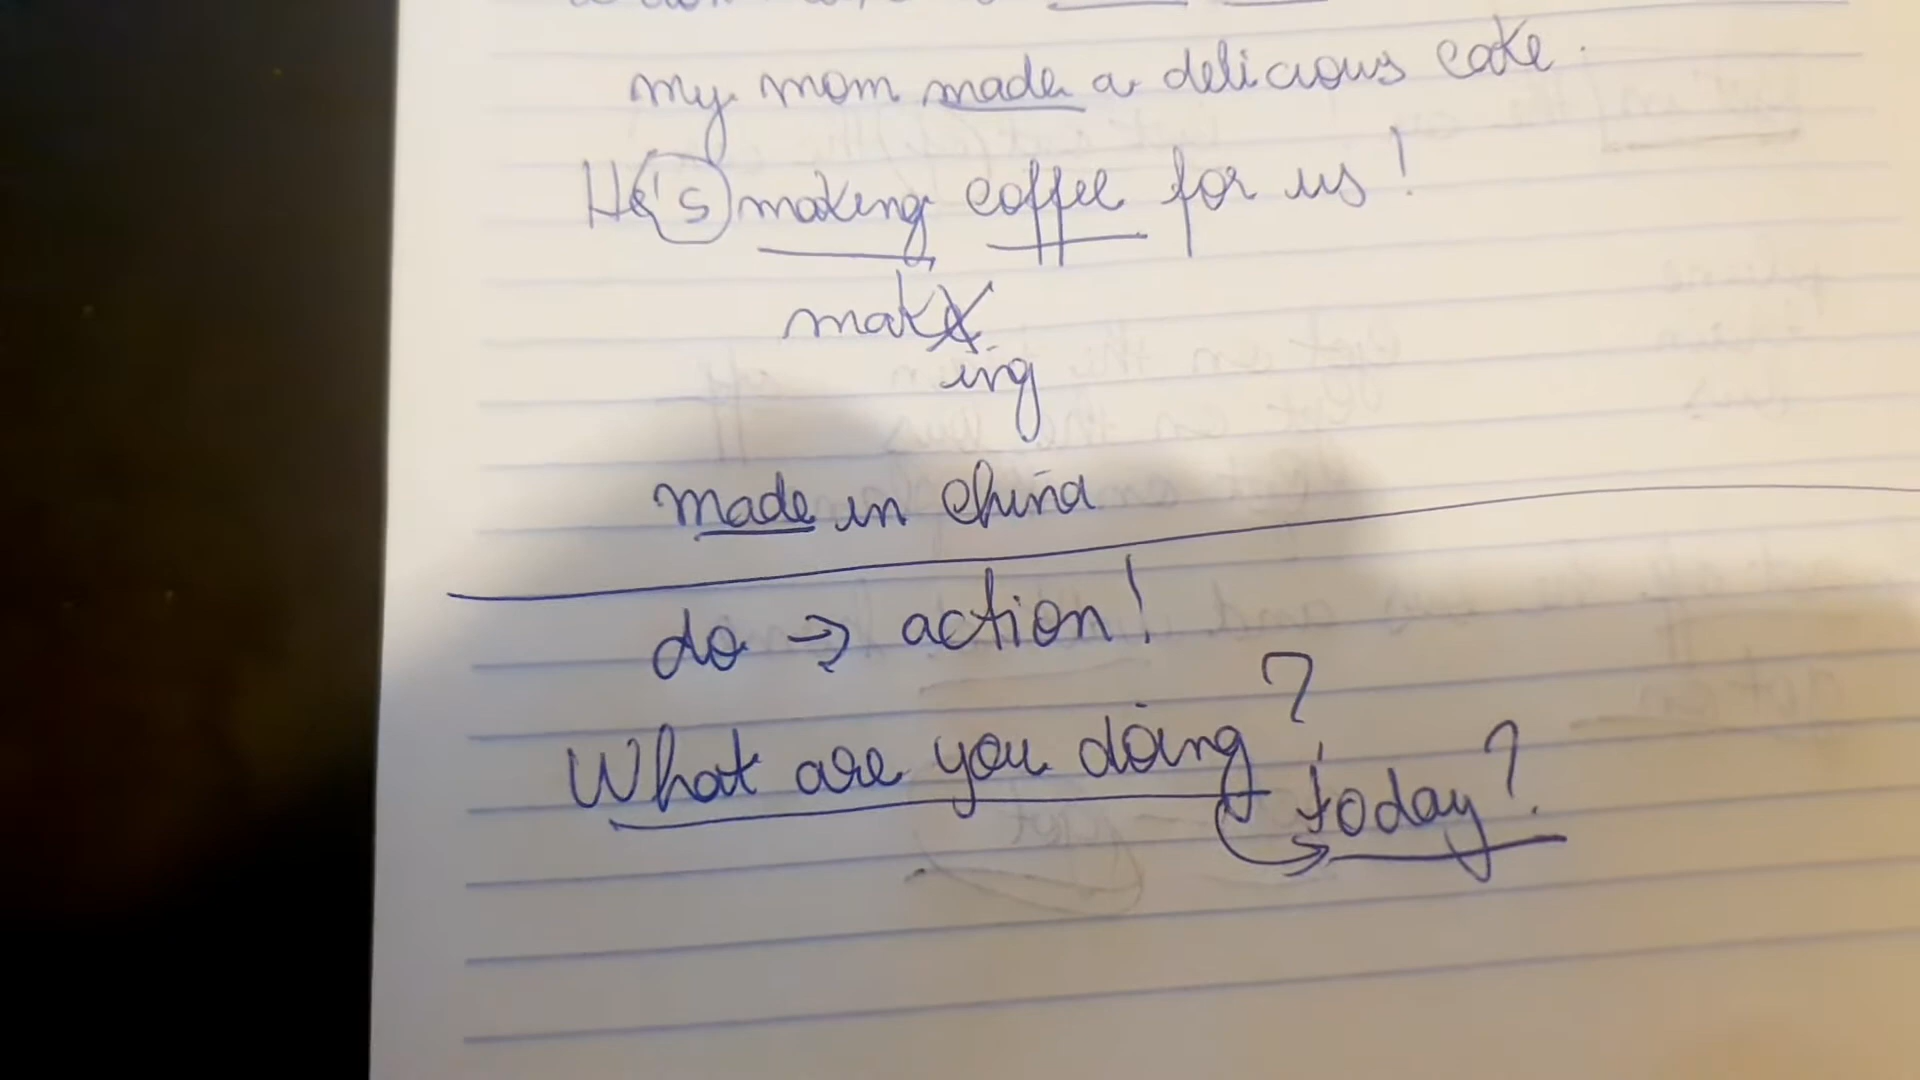 my mom made a delicious cake.
He's making coffee for us!
make
ing
made in china
do → action!
What are you doing?
today?